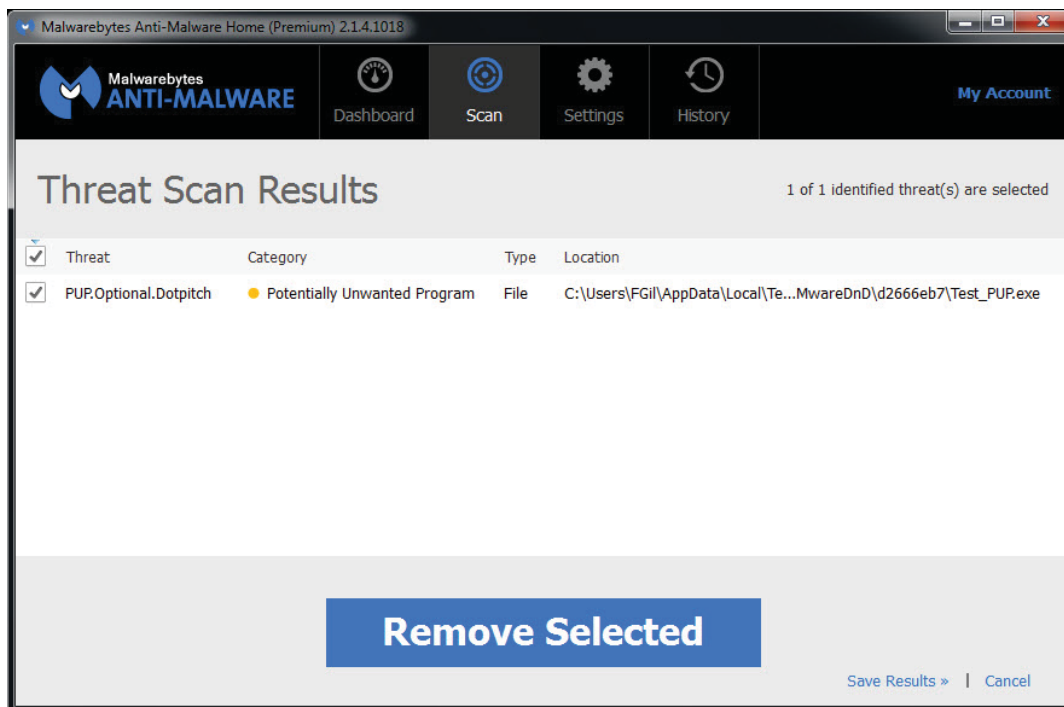 Malwarebytes Anti-Malware Home (Premium) 2.1.4.1018
Malwarebytes
ANTI-MALWARE
Dashboard
Scan
Settings
History
My Account
Threat Scan Results
1 of 1 identified threat(s) are selected
Threat Category Type Location
PUP.Optional.Dotpitch Potentially Unwanted Program File C:\Users\FGil\AppData\Local\Te...MwareDnD\d2666eb7\Test_PUP.exe
Remove Selected
Save Results » | Cancel